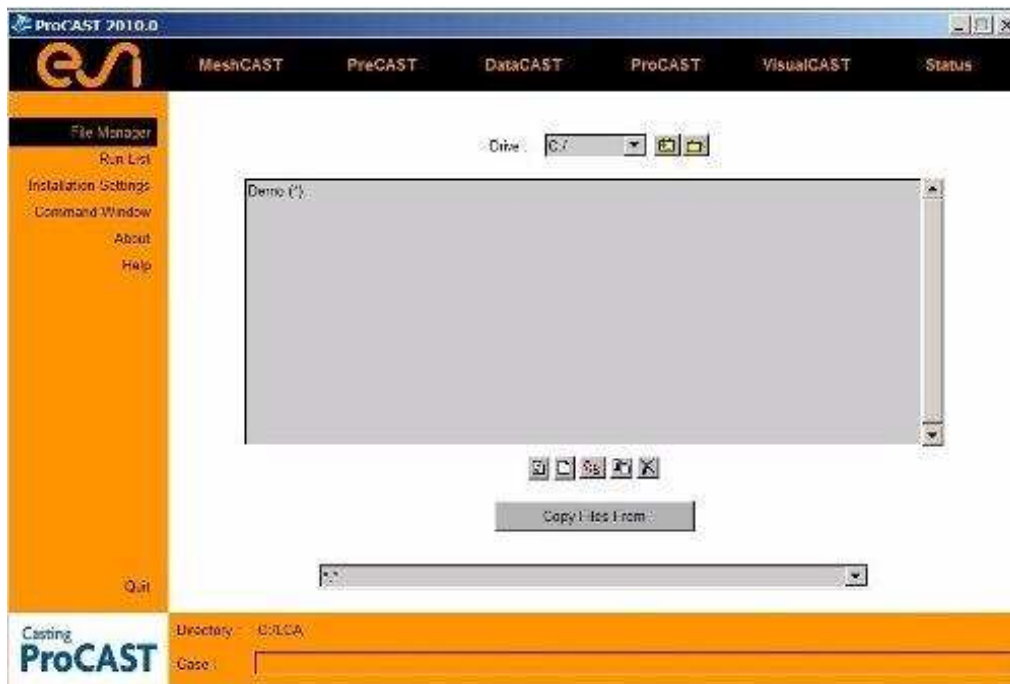 ProCAST 2010.0
esi
MeshCAST PreCAST DataCAST ProCAST VisualCAST Status
File Manager
Run List
Installation Settings
Command Window
About
Help
Quit
Drive : C:/
Demo (*)
Copy Files From :
*.*
Casting
ProCAST
Directory : C:/LCA
Case :